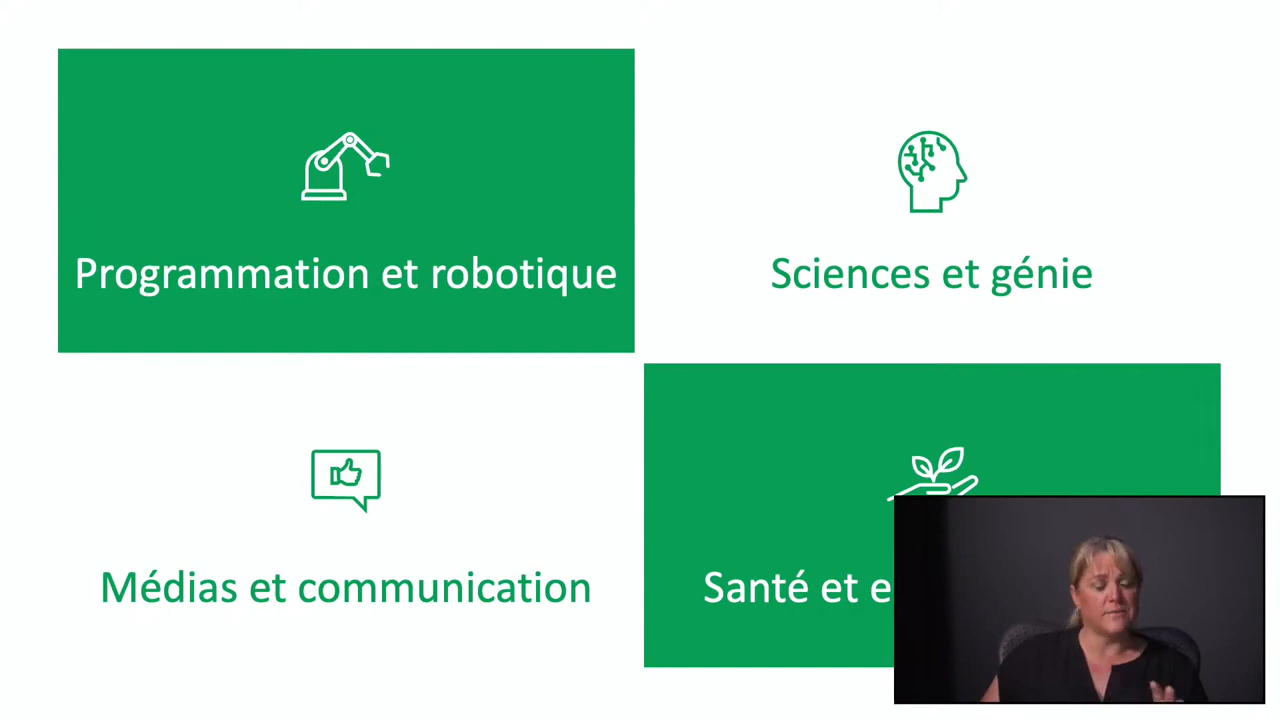 Programmation et robotique
Sciences et génie
Médias et communication
Santé et